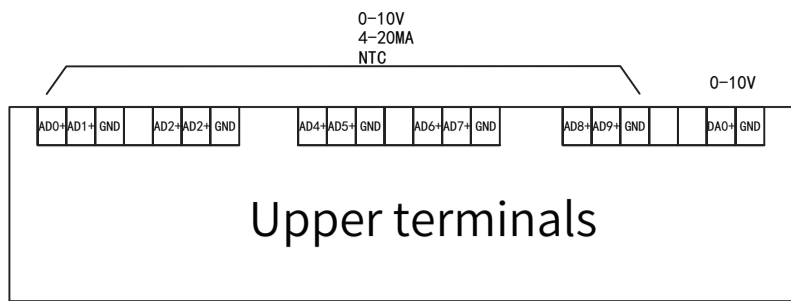 0-10V
4-20MA
NTC
0-10V
AD0+ AD1+ GND AD2+ AD2+ GND AD4+ AD5+ GND AD6+ AD7+ GND AD8+ AD9+ GND DA0+ GND
Upper terminals